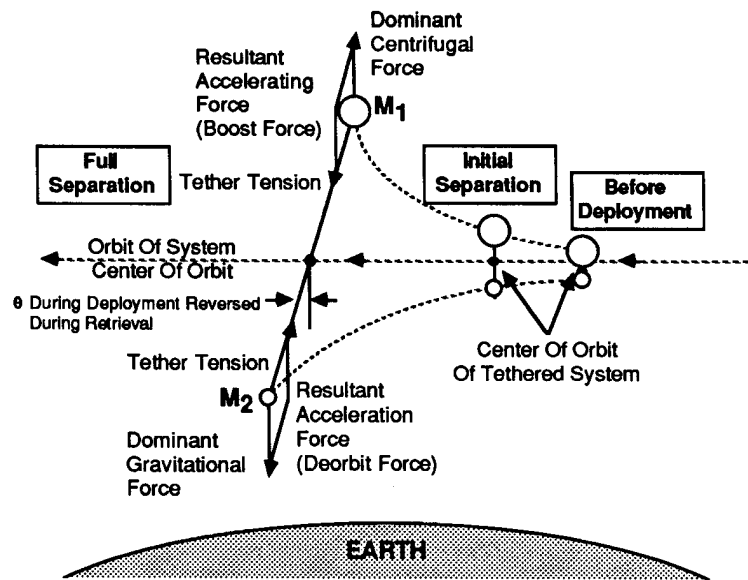 Dominant
Centrifugal
Force
Resultant
Accelerating
Force
(Boost Force)
M1
Full
Separation
Tether Tension
Initial
Separation
Before
Deployment
Orbit Of System
Center Of Orbit
θ During Deployment Reversed
During Retrieval
Tether Tension
Center Of Orbit
Of Tethered System
M2
Resultant
Acceleration
Force
(Deorbit Force)
Dominant
Gravitational
Force
EARTH